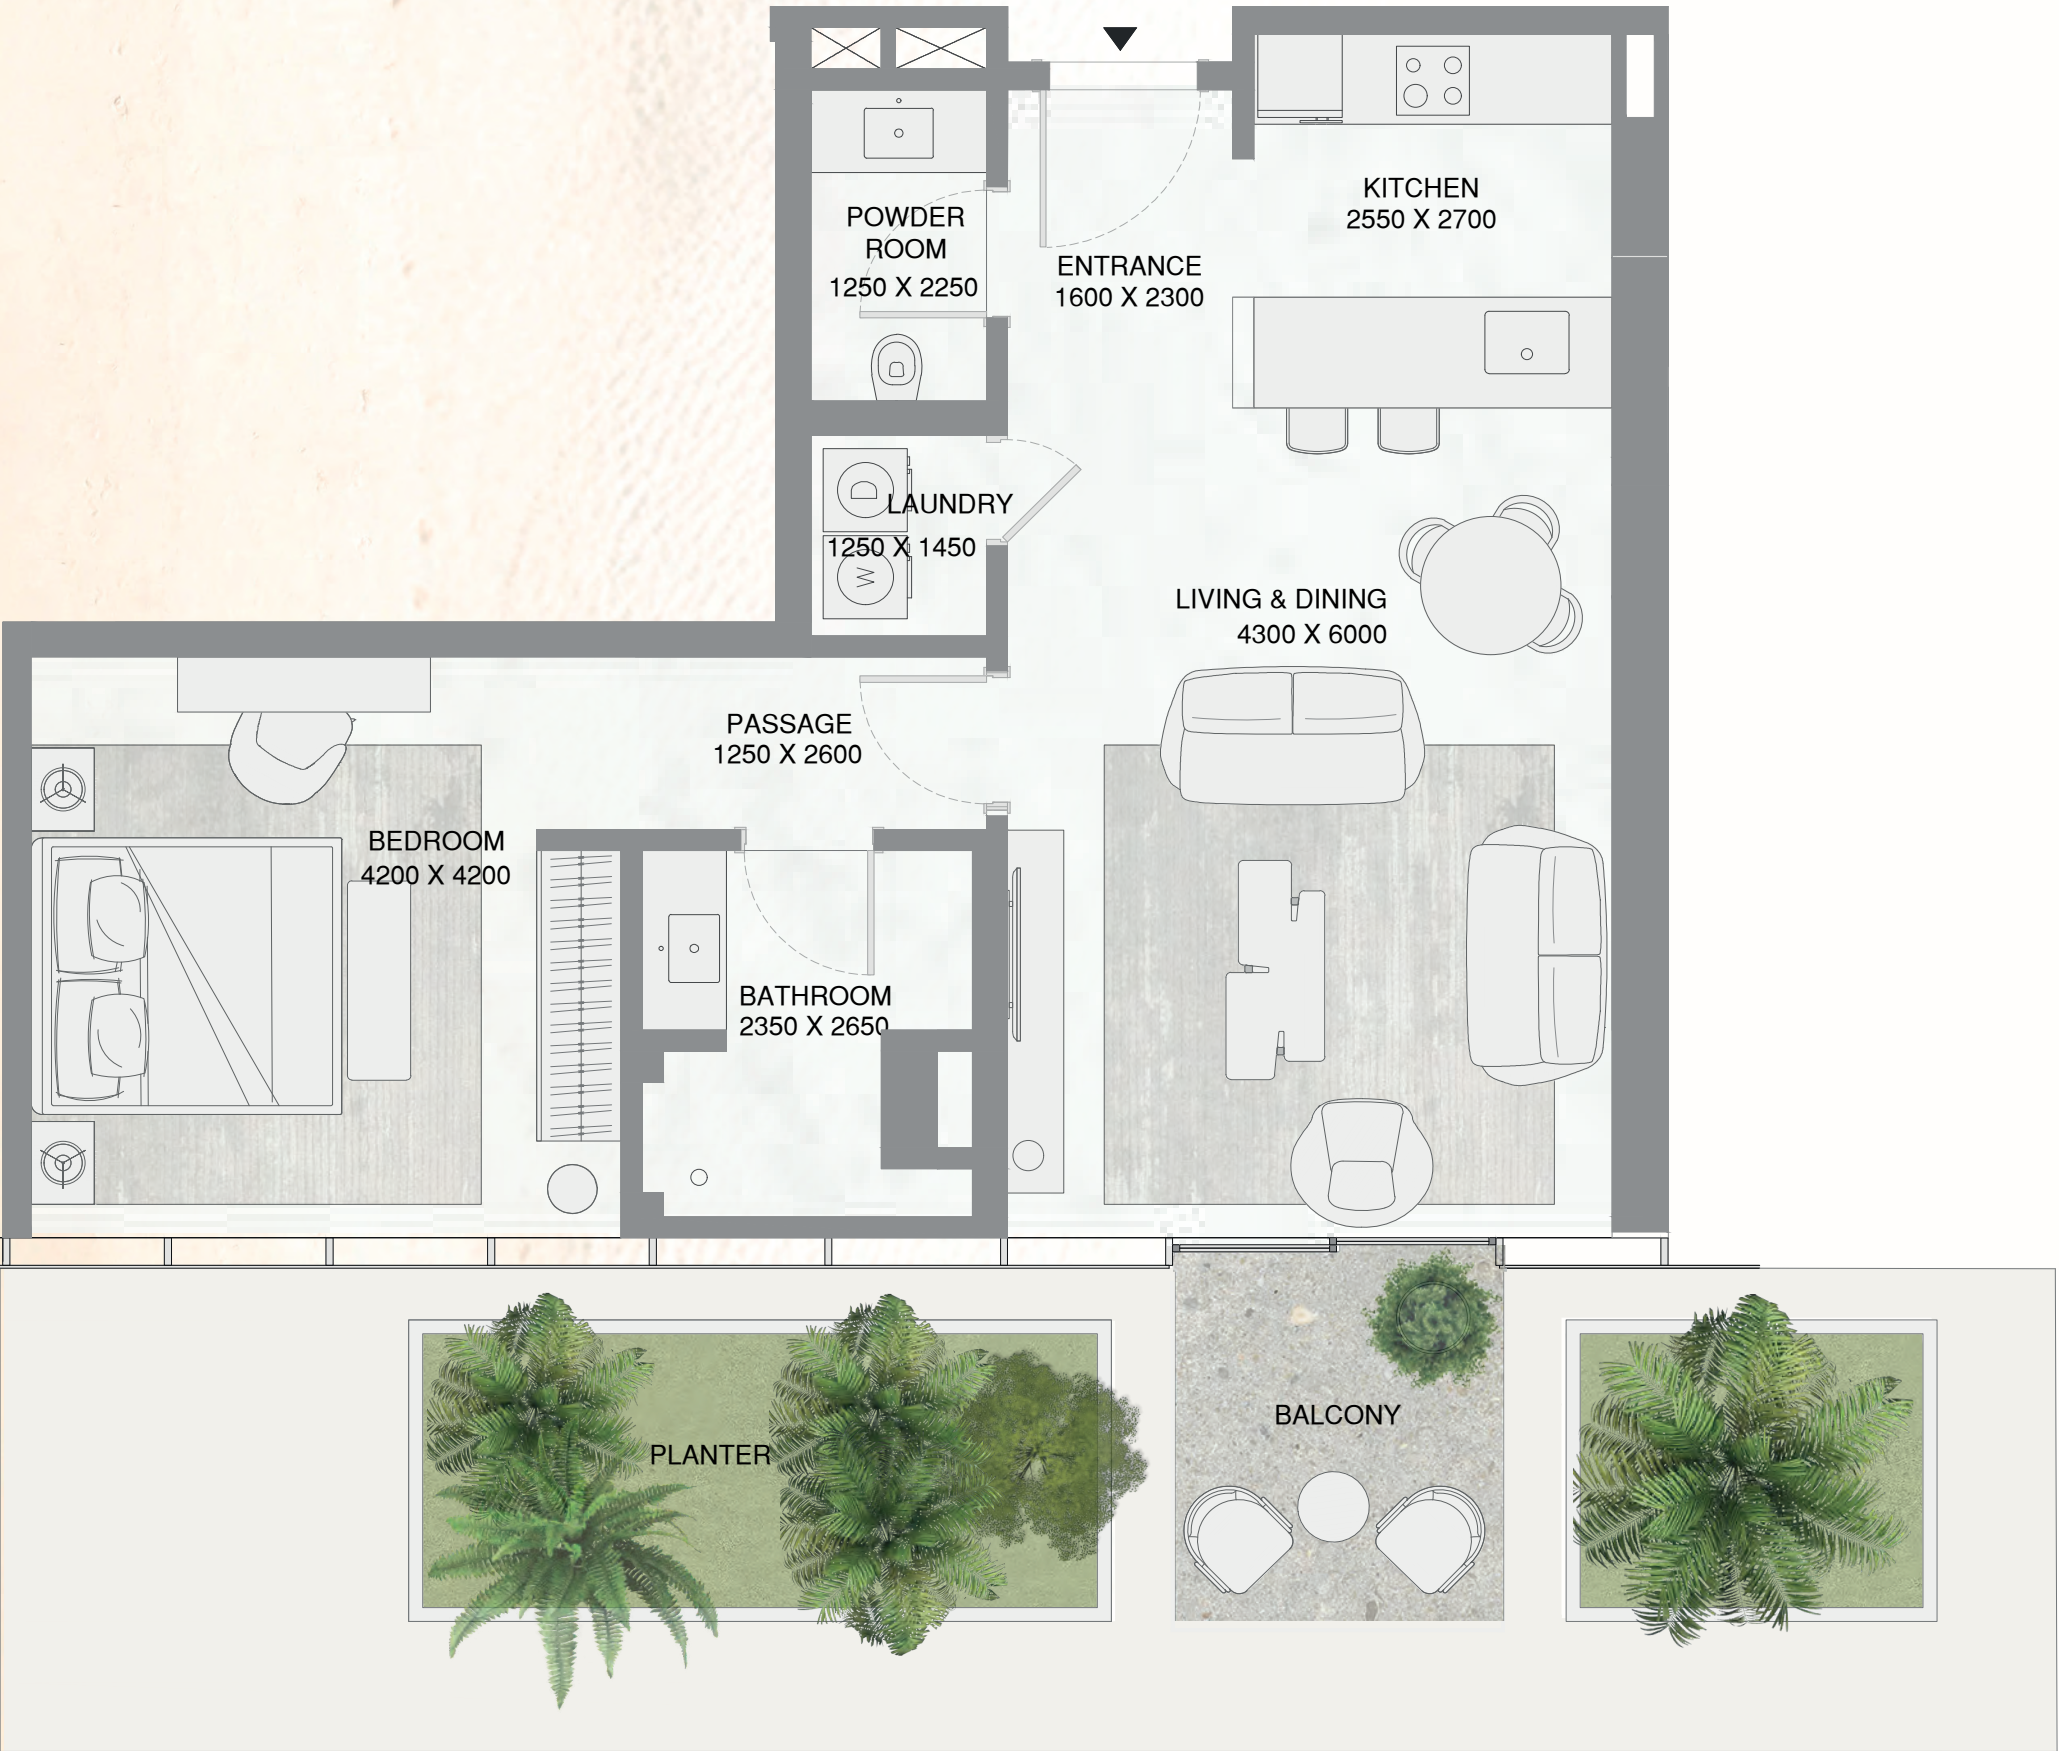 KITCHEN
2550 X 2700
POWDER
ROOM
1250 X 2250
ENTRANCE
1600 X 2300
D
LAUNDRY
1250 X 1450
W
LIVING & DINING
4300 X 6000
PASSAGE
1250 X 2600
BEDROOM
4200 X 4200
BATHROOM
2350 X 2650
BALCONY
PLANTER